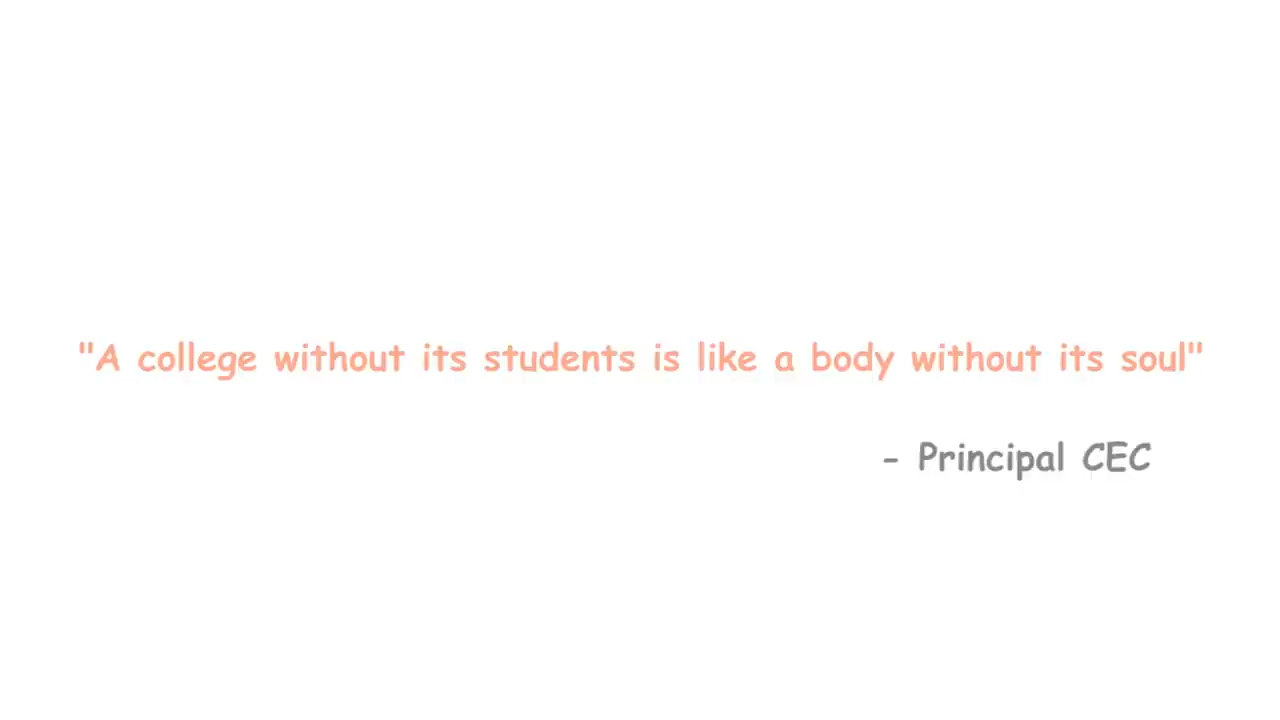 "A college without its students is like a body without its soul"
- Principal CEC